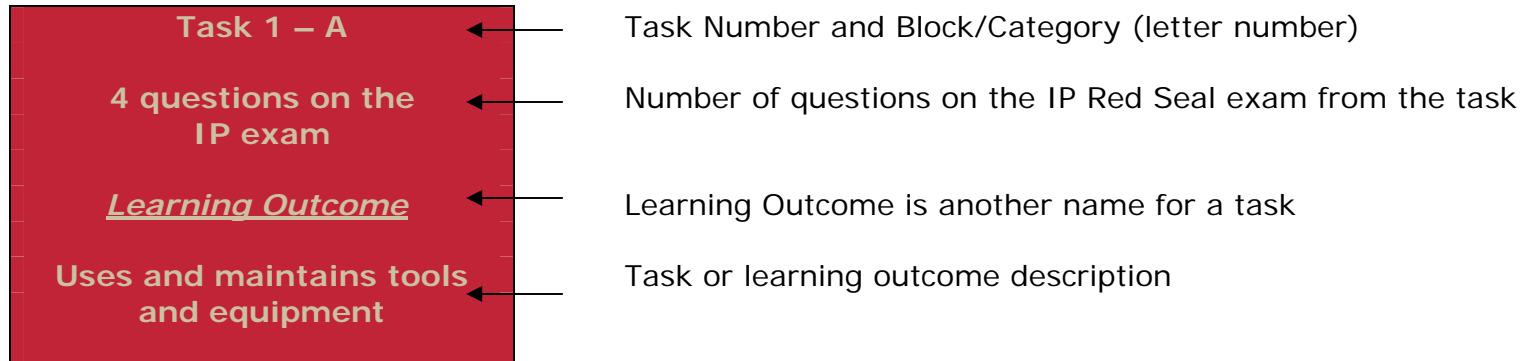 Task 1 – A
Task Number and Block/Category (letter number)
4 questions on the
IP exam
Number of questions on the IP Red Seal exam from the task
Learning Outcome
Learning Outcome is another name for a task
Uses and maintains tools
and equipment
Task or learning outcome description